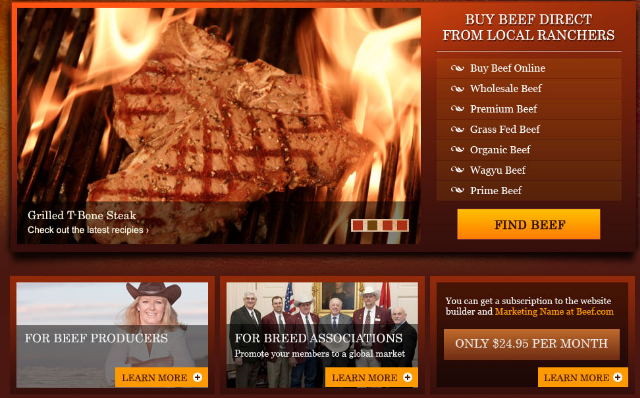 BUY BEEF DIRECT
FROM LOCAL RANCHERS
Buy Beef Online
Wholesale Beef
Premium Beef
Grass Fed Beef
Organic Beef
Wagyu Beef
Prime Beef
FIND BEEF
Grilled T-Bone Steak
Check out the latest recipies ›
FOR BEEF PRODUCERS
LEARN MORE
FOR BREED ASSOCIATIONS
Promote your members to a global market
LEARN MORE
You can get a subscription to the website
builder and Marketing Name at Beef.com
ONLY $24.95 PER MONTH
LEARN MORE